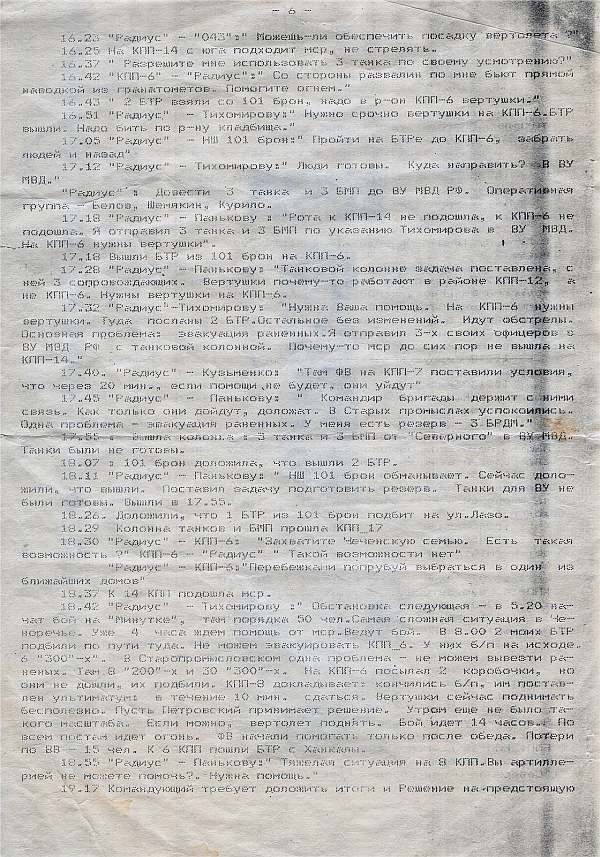 - 6 -
16.23 "Радиус" - "043":" Можешь-ли обеспечить посадку вертолета ?"
16.25 На КПП-14 с юга подходит мср, не стрелять.
16.37 " Разрешите мне использовать 3 танка по своему усмотрению?"
16.42 "КПП-6" - "Радиус":" Со стороны развалин по мне бьют прямой
наводкой из гранатометов. Помогите огнем."
16.43 " 2 БТР взяли со 101 брон, надо в р-он КПП-6 вертушки."
16.51 "Радиус" - Тихомирову:" Нужно срочно вертушки на КПП-6.БТР
вышли. Надо бить по р-ну кладбища."
17.05 "Радиус" - НШ 101 брон:" Пройти на БТРе до КПП-6, забрать
людей и назад"
17.12 "Радиус" - Тихомирову:" Люди готовы. Куда направить? - В ВУ
МВД."
"Радиус" : Довести 3 танка и 3 БМП до ВУ МВД РФ. Оперативная
группа - Белов, Шемякин, Курило.
17.18 "Радиус" - Панькову : "Рота к КПП-14 не подошла, к КПП-6 не
подошла. Я отправил 3 танка и 3 БМП по указанию Тихомирова в ВУ МВД.
На КПП-6 нужны вертушки".
17.18 Вышли БТР из 101 брон на КПП-6.
17.28 "Радиус" - Панькову: "Танковой колонне задача поставлена, с
ней 3 сопровождающих. Вертушки почему-то работают в районе КПП-12, а
не КПП-6. Нужны вертушки на КПП-6.
17.32 "Радиус"-Тихомирову: "Нужна Ваша помощь. На КПП-6 нужны
вертушки. Туда посланы 2 БТР.Остальное без изменений. Идут обстрелы.
Основная проблема: эвакуация раненных.Я отправил 3-х своих офицеров в
ВУ МВД РФ с танковой колонной. Почему-то мср до сих пор не вышла на
КПП-14."
17.40. "Радиус" - Кузьменко: "Там ФВ на КПП-7 поставили условия,
что через 20 мин., если помощи не будет, они уйдут"
17.45 "Радиус" - Панькову: " Командир бригады держит с ними
связь. Как только они дойдут, доложат. В Старых промыслах успокоились.
Одна проблема - эвакуация раненных. У меня есть резерв - 3 БРДМ."
17.55 : Вышла колонна : 3 танка и 3 БМП от "Северного" в ВУ МВД.
Танки были не готовы.
18.07 : 101 брон доложила, что вышли 2 БТР.
18.11 "Радиус" - Панькову: " НШ 101 брон обманывает. Сейчас доло-
жили, что вышли. Поставил задачу подготовить резерв. Танки для ВУ не
были готовы. Вышли в 17.55.
18.26. Доложили, что 1 БТР из 101 брон подбит на ул.Лазо.
18.29 Колонна танков и БМП прошла КПП 17
18.30 "Радиус" - КПП-6: "Захватите Чеченскую семью. Есть такая
возможность ?" КПП-6 - "Радиус" " Такой возможности нет"
"Радиус" - КПП-6:"Перебежками попробуй выбраться в один из
ближайших домов"
18.37 К 14 КПП подошла мср.
18.42 "Радиус" - Тихомирову :" Обстановка следующая - в 5.20 на-
чат бой на "Минутке", там порядка 50 чел.Самая сложная ситуация в Че-
норечье. Уже 4 часа ждем помощь от мср.Ведут бой. В 8.00 2 моих БТР
подбили по пути туда. Не можем эвакуировать КПП_6. У них б/п на исходе.
6 "300"-х". В Старопромысловском одна проблема - не можем вывезти ра-
неных. Там 8 "200"-х и 30 "300"-х. На КПП-6 посылал 2 коробочки, но
они не дошли, их подбили. КПП-8 докладывает: кончились б/п, им постав-
лен ультиматум: в течение 10 мин. сдаться. Вертушки сейчас поднимать
бесполезно. Пусть Петровский принимает решение. Утром еще не было та-
кого масштаба. Если можно, вертолет поднять. Бой идет 14 часов. По
всем постам идет огонь. ФВ начали помогать только после обеда. Потери
по ВВ - 15 чел. К 6 КПП пошли БТР с Ханкалы.
18.55 "Радиус" - Панькову:" Тяжелая ситуация на 8 КПП.Вы артилле-
рией не можете помочь?. Нужна помощь."
19.17 Командующий требует доложить итоги и Решение на предстоящую